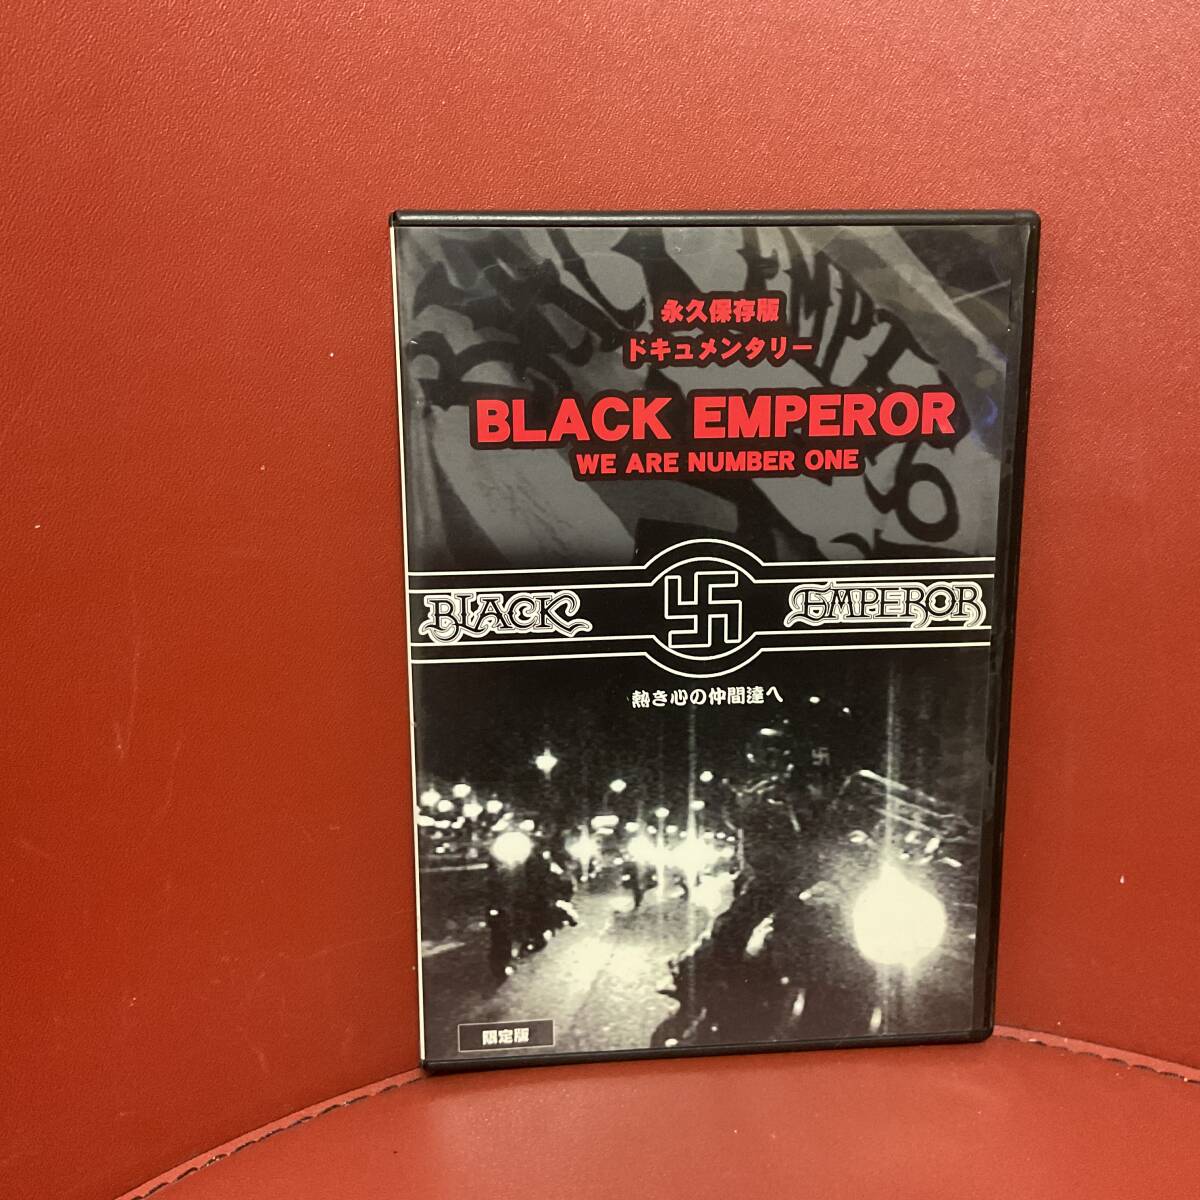 永久保存版
ドキュメンタリー
BLACK EMPEROR
WE ARE NUMBER ONE
BLACK 卐 EMPEROR
熱き心の仲間達へ
限定版